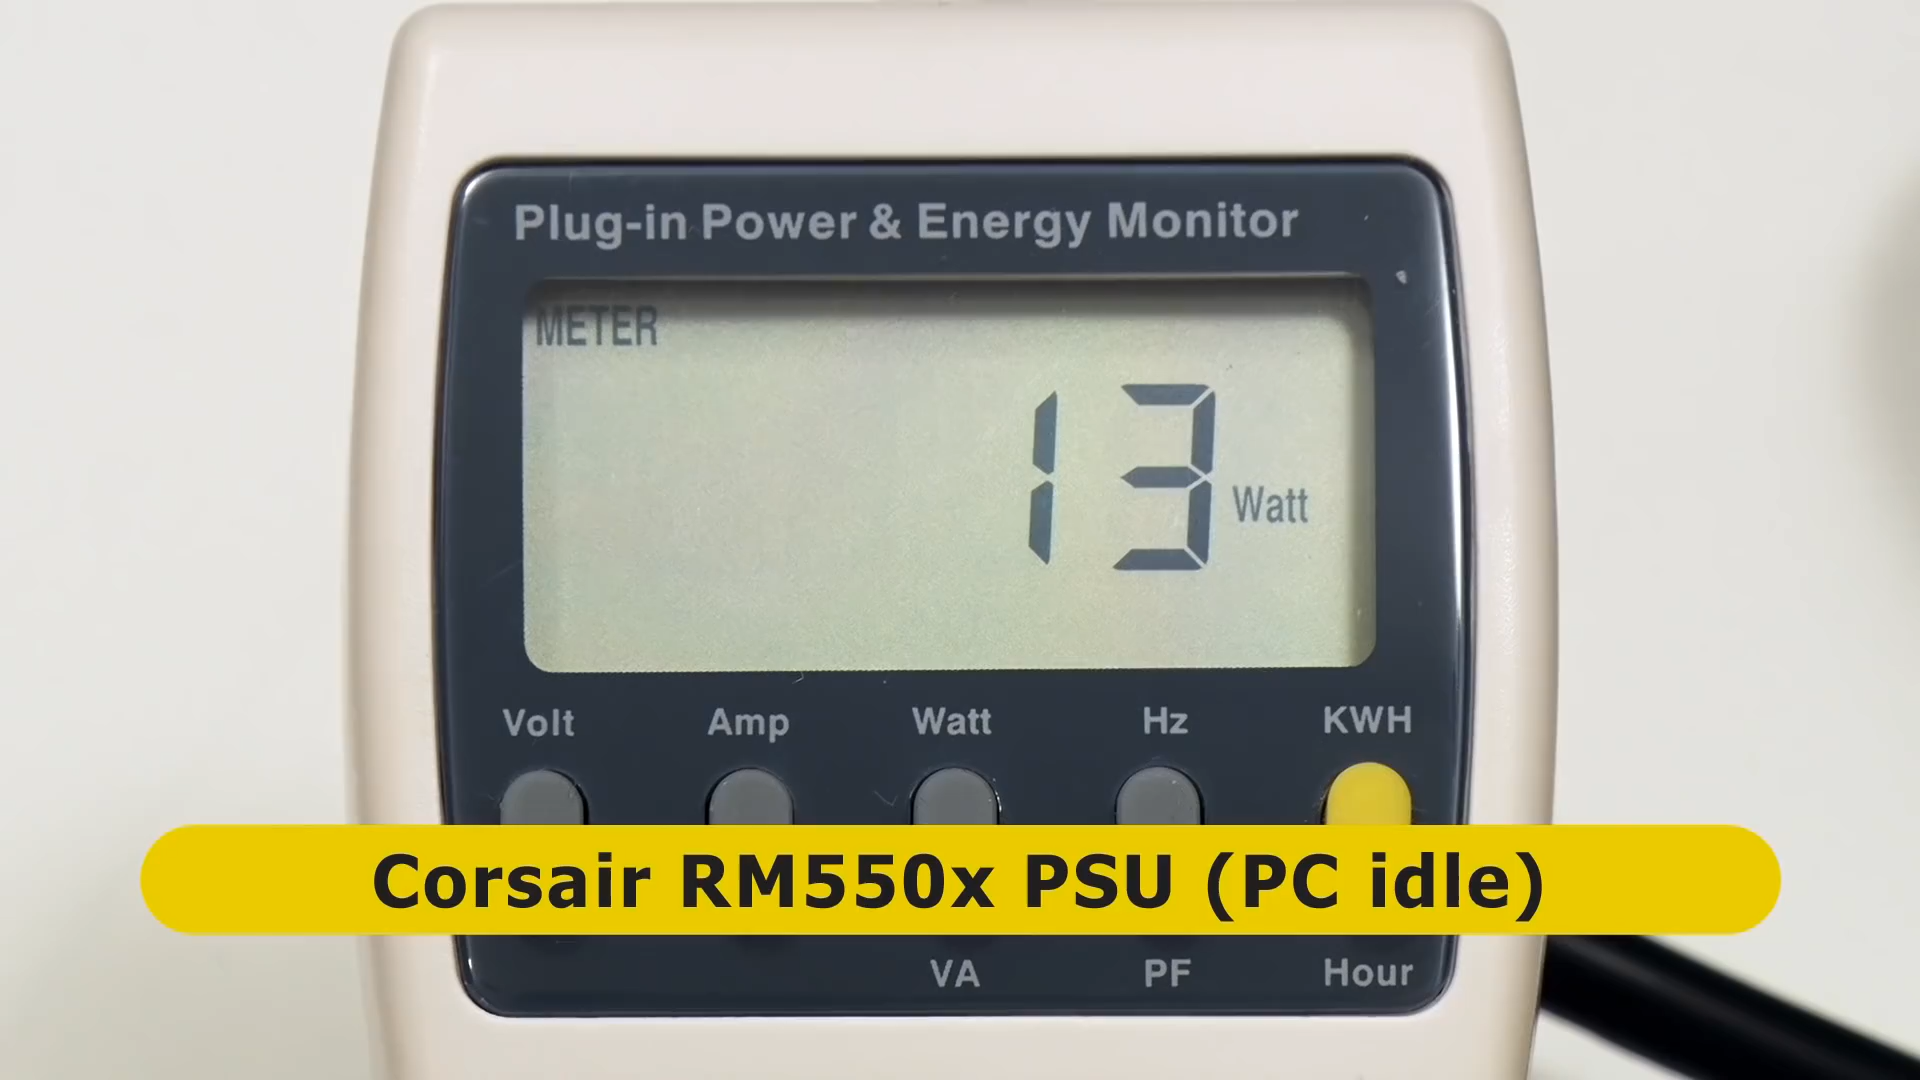 Plug-in Power & Energy Monitor
METER
13 Watt
Volt Amp Watt Hz KWH
Corsair RM550x PSU (PC idle)
VA PF Hour